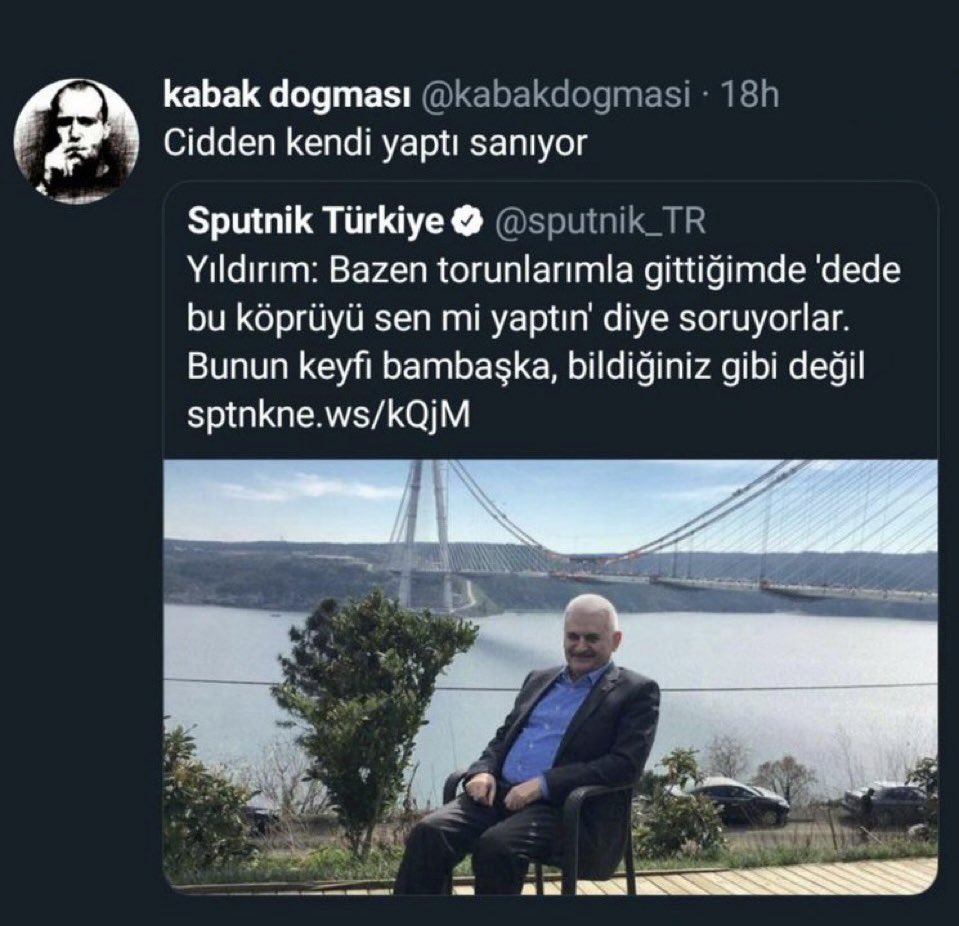 kabak dogması @kabakdogmasi · 18h
Cidden kendi yaptı sanıyor
Sputnik Türkiye @sputnik_TR
Yıldırım: Bazen torunlarımla gittiğimde 'dede
bu köprüyü sen mi yaptın' diye soruyorlar.
Bunun keyfi bambaşka, bildiğiniz gibi değil
sptnkne.ws/kQjM